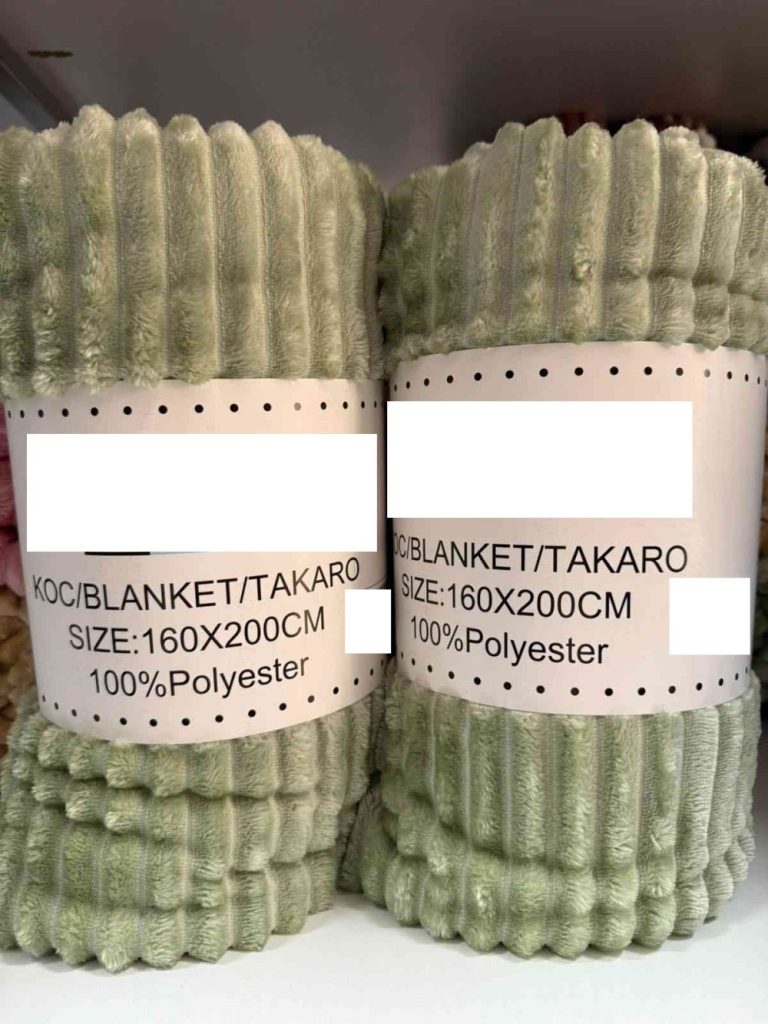 KOC/BLANKET/TAKARO
SIZE:160X200CM
100%Polyester
OC/BLANKET/TAKARO
SIZE:160X200CM
100%Polyester